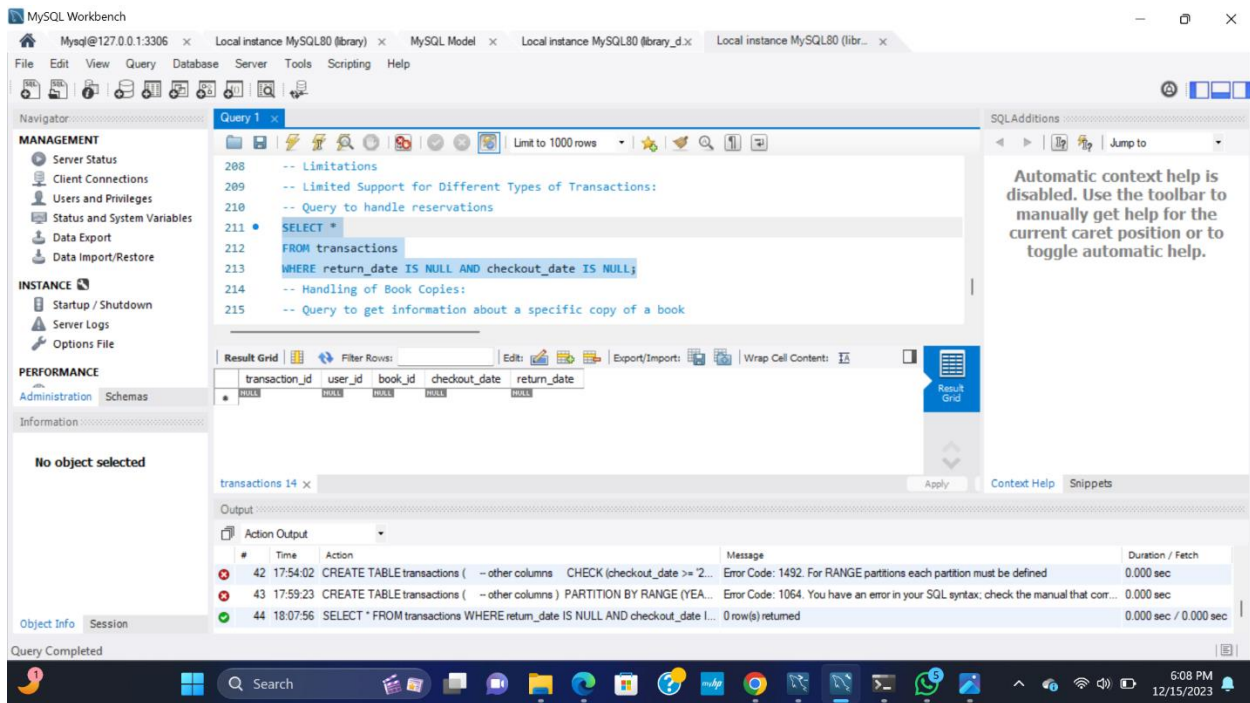 MySQL Workbench
Mysql@127.0.0.1:3306 × Local instance MySQL80 (library) × MySQL Model × Local instance MySQL80 (library_d... × Local instance MySQL80 (libr... ×
File Edit View Query Database Server Tools Scripting Help
Navigator
MANAGEMENT
Server Status
Client Connections
Users and Privileges
Status and System Variables
Data Export
Data Import/Restore
INSTANCE
Startup / Shutdown
Server Logs
Options File
PERFORMANCE
Administration Schemas
Information
No object selected
Object Info Session
Query Completed
Query 1 ×
Limit to 1000 rows
208 -- Limitations
209 -- Limited Support for Different Types of Transactions:
210 -- Query to handle reservations
211 SELECT *
212 FROM transactions
213 WHERE return_date IS NULL AND checkout_date IS NULL;
214 -- Handling of Book Copies:
215 -- Query to get information about a specific copy of a book
Result Grid Filter Rows: Edit: Export/Import: Wrap Cell Content:
transaction_id user_id book_id checkout_date return_date
NULL NULL NULL NULL NULL
Result
Grid
transactions 14 × Apply
Output
Action Output
# Time Action Message Duration / Fetch
42 17:54:02 CREATE TABLE transactions ( -- other columns CHECK (checkout_date >= '2... Error Code: 1492. For RANGE partitions each partition must be defined 0.000 sec
43 17:59:23 CREATE TABLE transactions ( -- other columns ) PARTITION BY RANGE (YEA... Error Code: 1064. You have an error in your SQL syntax; check the manual that corr... 0.000 sec
44 18:07:56 SELECT * FROM transactions WHERE return_date IS NULL AND checkout_date I... 0 row(s) returned 0.000 sec / 0.000 sec
SQLAdditions
Jump to
Automatic context help is
disabled. Use the toolbar to
manually get help for the
current caret position or to
toggle automatic help.
Context Help Snippets
1
Search
myhp
5
6:08 PM
12/15/2023